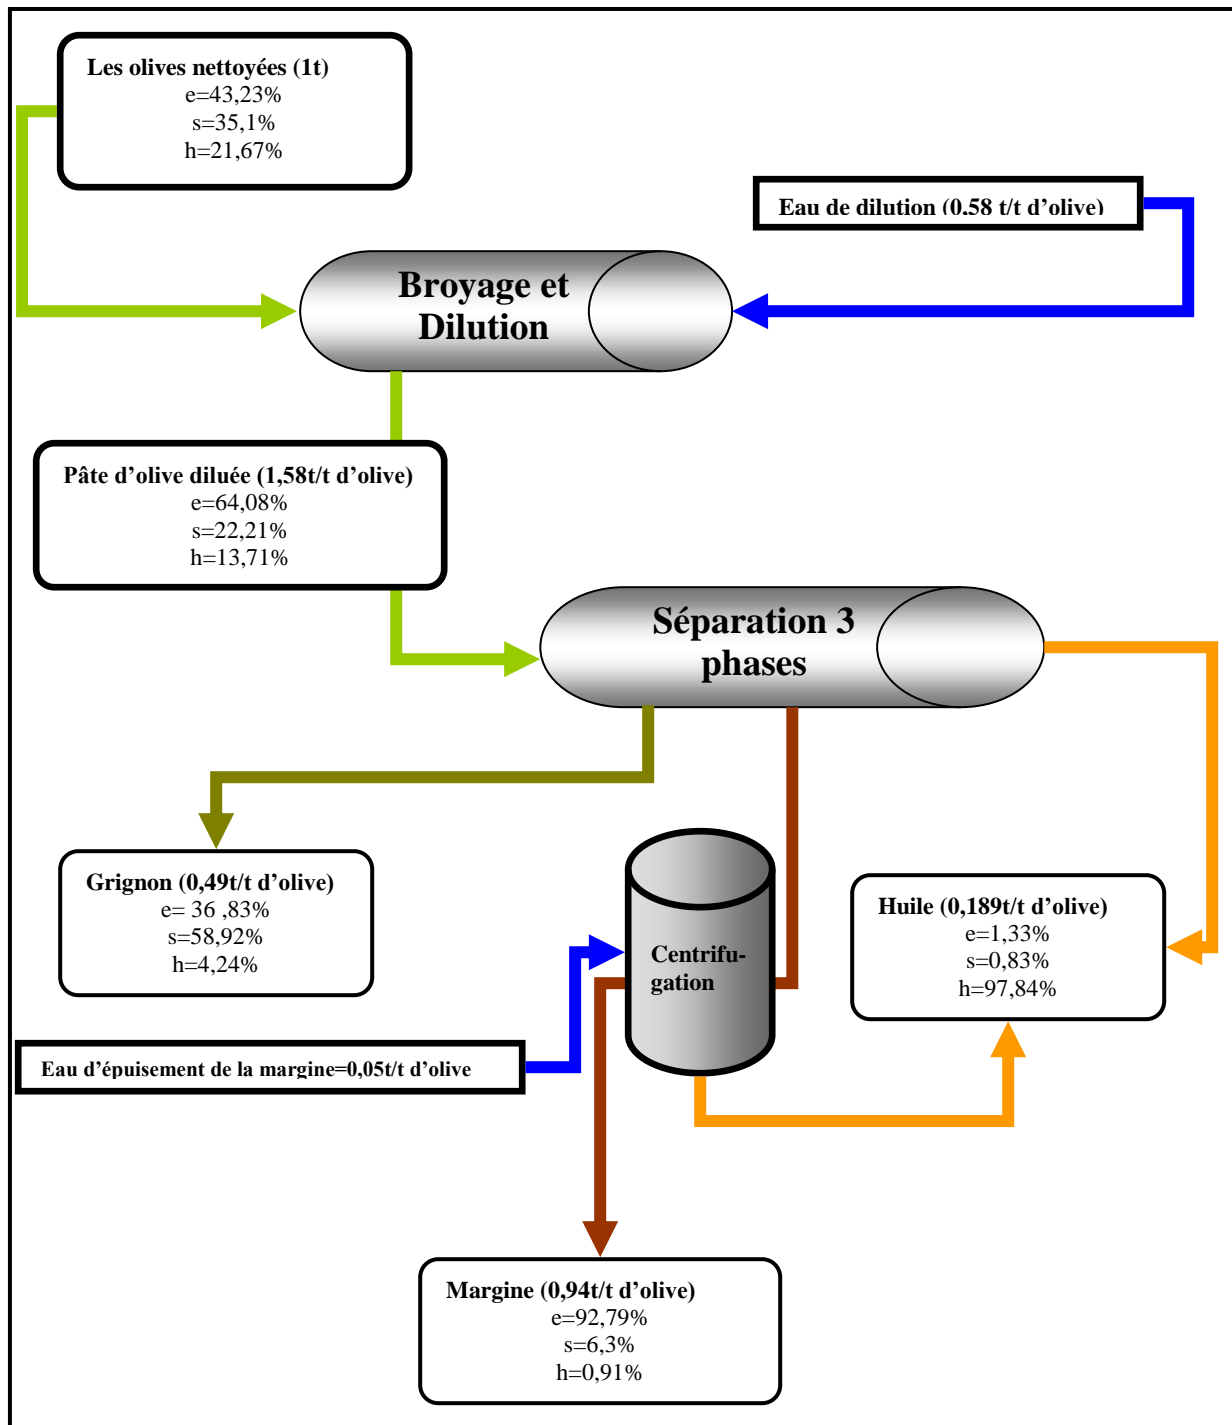 Les olives nettoyées (1t)
e=43,23%
s=35,1%
h=21,67%
Eau de dilution (0.58 t/t d’olive)
Broyage et
Dilution
Pâte d’olive diluée (1,58t/t d’olive)
e=64,08%
s=22,21%
h=13,71%
Séparation 3
phases
Grignon (0,49t/t d’olive)
e= 36 ,83%
s=58,92%
h=4,24%
Centrifu-
gation
Huile (0,189t/t d’olive)
e=1,33%
s=0,83%
h=97,84%
Eau d’épuisement de la margine=0,05t/t d’olive
Margine (0,94t/t d’olive)
e=92,79%
s=6,3%
h=0,91%